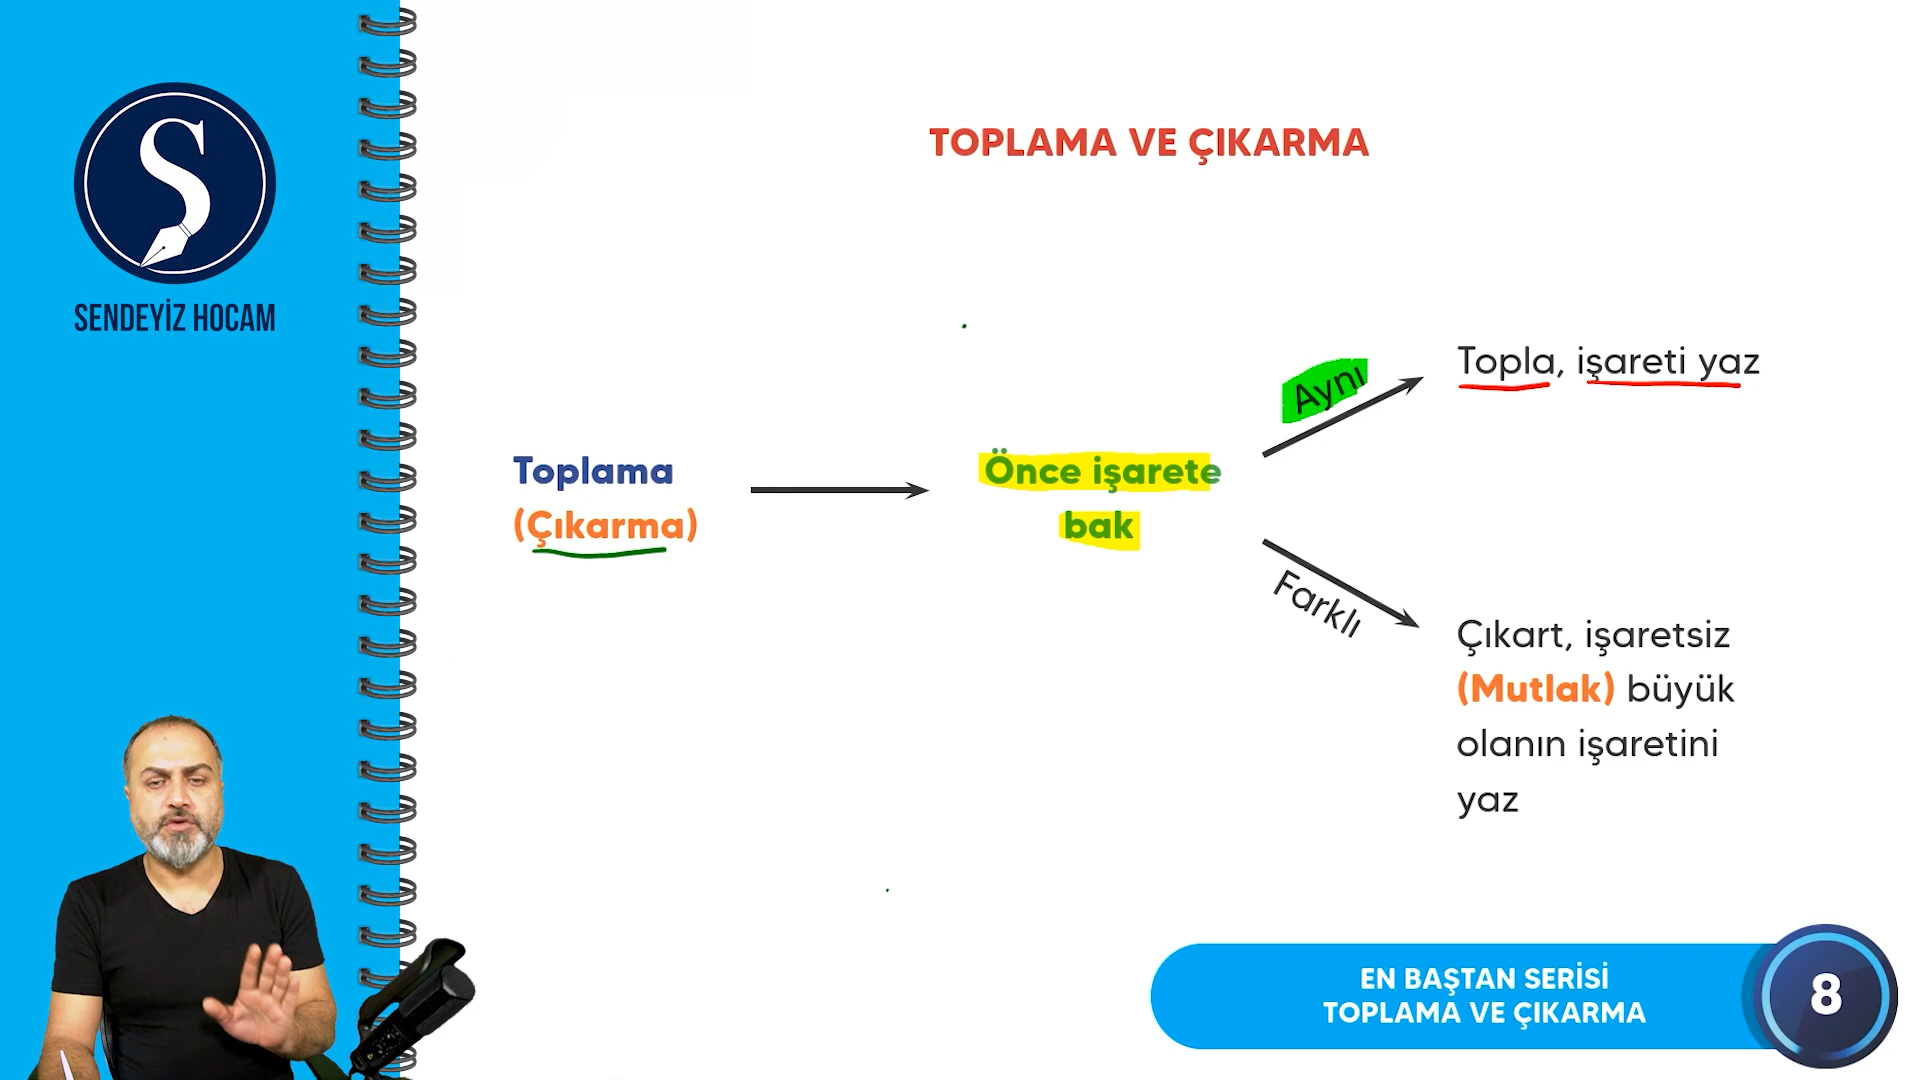 SENDEYİZ HOCAM
TOPLAMA VE ÇIKARMA
Toplama
(Çıkarma)
Önce işarete
bak
Aynı
Topla, işareti yaz
Farklı
Çıkart, işaretsiz
(Mutlak) büyük
olanın işaretini
yaz
EN BAŞTAN SERİSİ
TOPLAMA VE ÇIKARMA
8